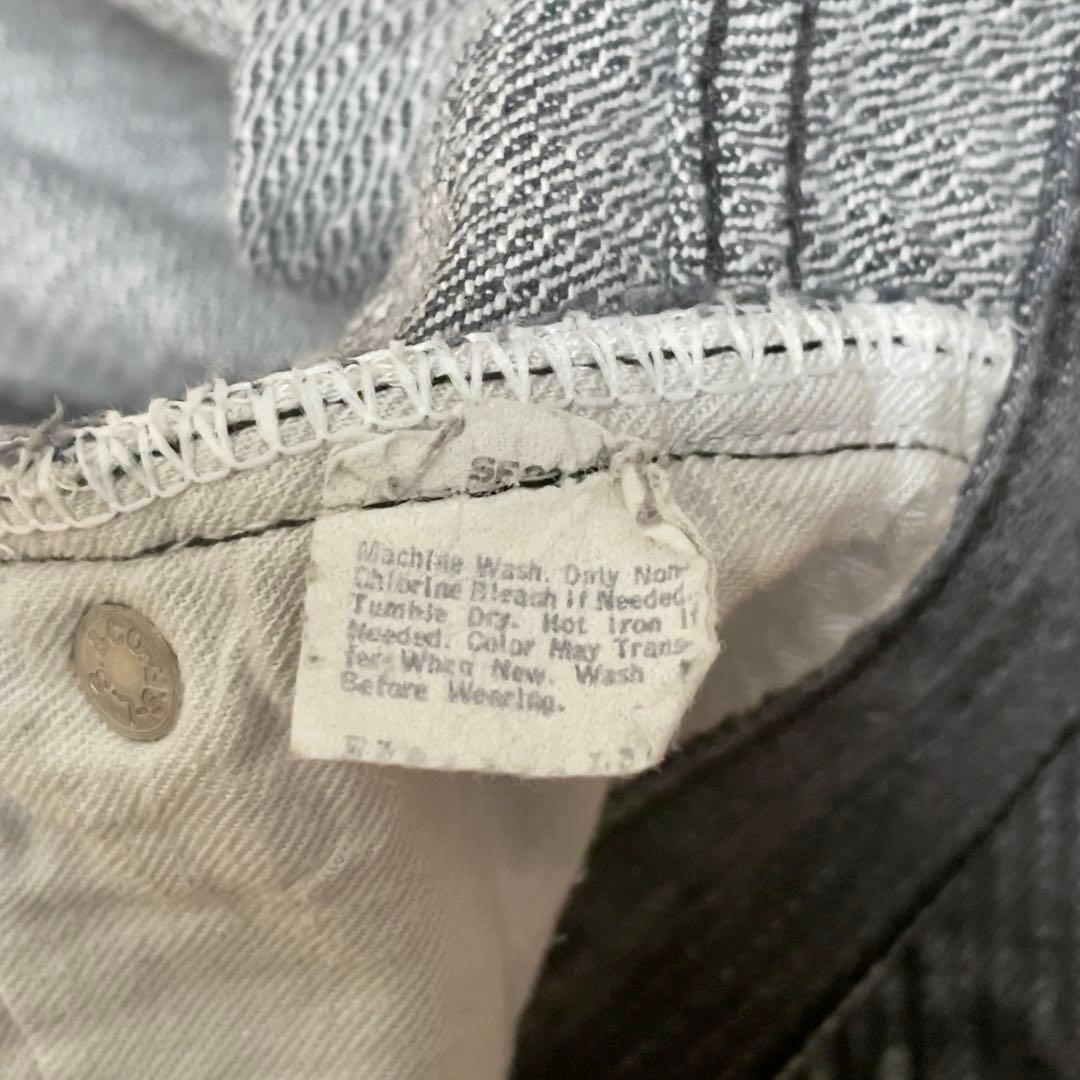 Machine Wash. Only Non-
Chlorine Bleach if Needed.
Tumble Dry. Hot Iron If
Needed. Color May Trans-
fer When New. Wash
Before Wearing.
L.S. & CO. S.F.